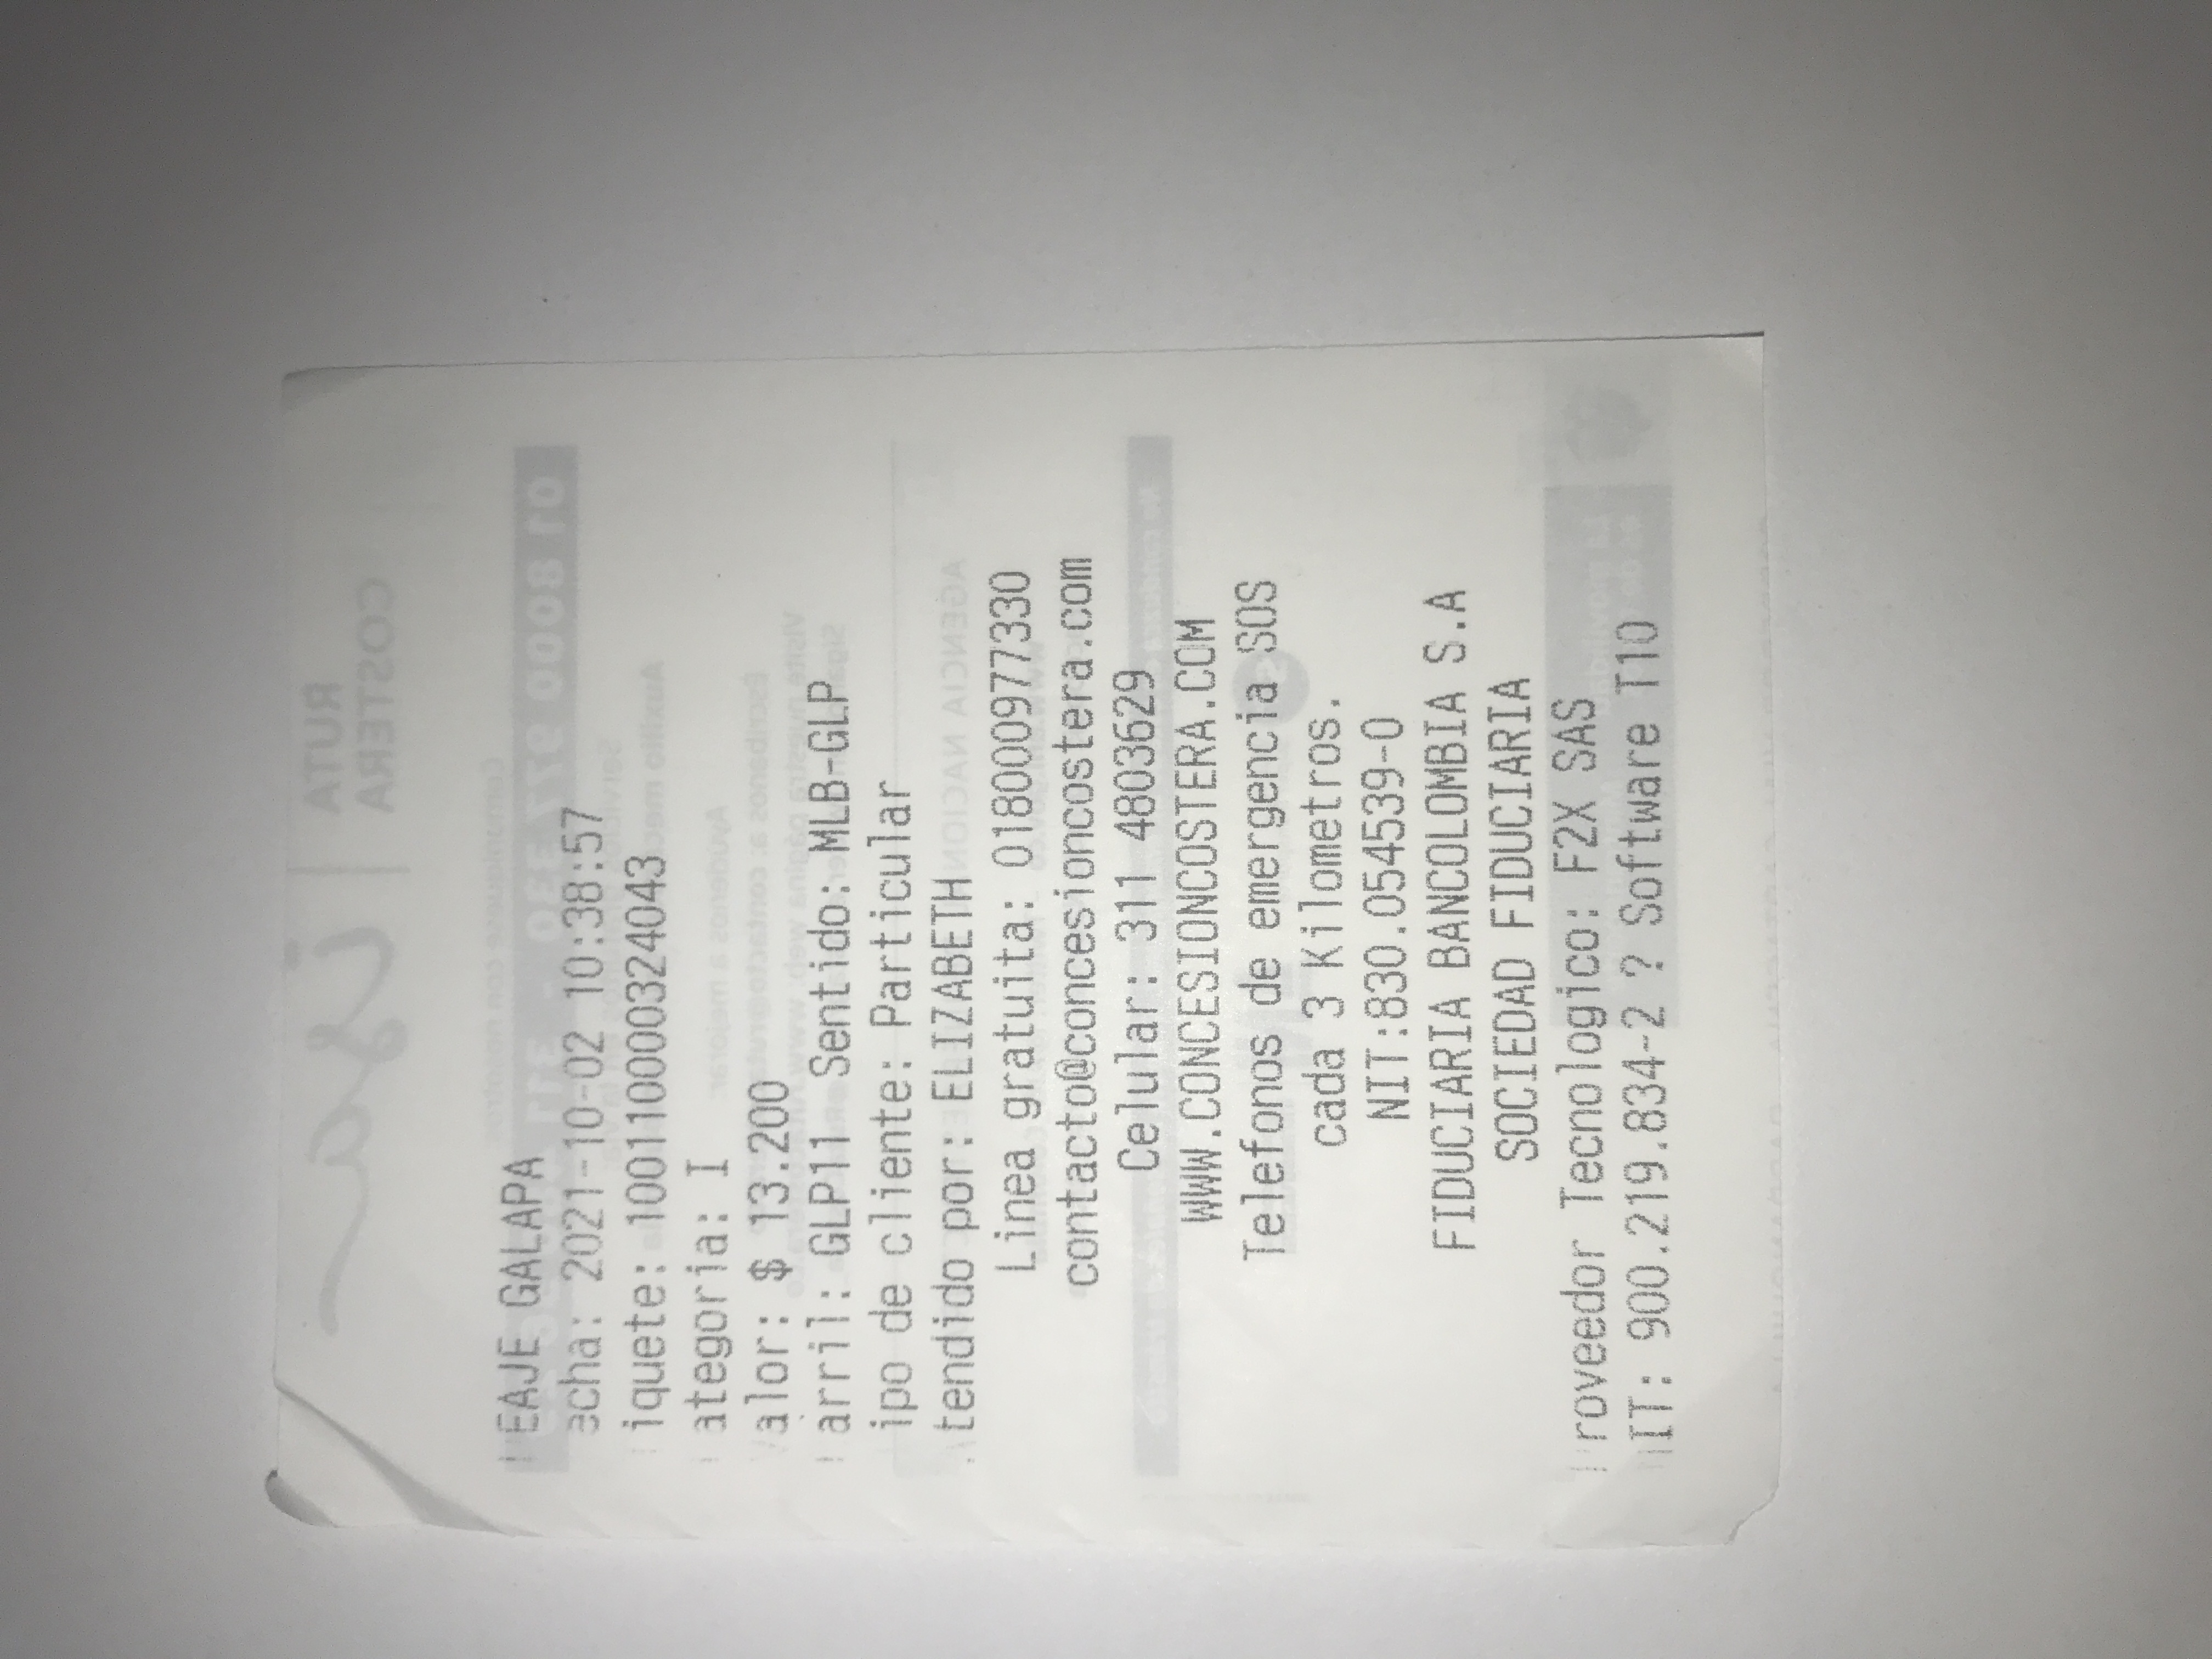 EAJE GALAPA
echa: 2021-10-02 10:38:57
iquete: 1001100000324043
ategoria: I
alor: $ 13.200
arril: GLP11 Sentido: MLB-GLP
ipo de cliente: Particular
tendido por: ELIZABETH
Linea gratuita: 018000977330
contacto@concesioncostera.com
Celular: 311 4803629
WWW.CONCESIONCOSTERA.COM
Telefonos de emergencia SOS
cada 3 Kilometros.
NIT:830.054539-0
FIDUCIARIA BANCOLOMBIA S.A
SOCIEDAD FIDUCIARIA
roveedor Tecnologico: F2X SAS
IT: 900.219.834-2 ? Software T10